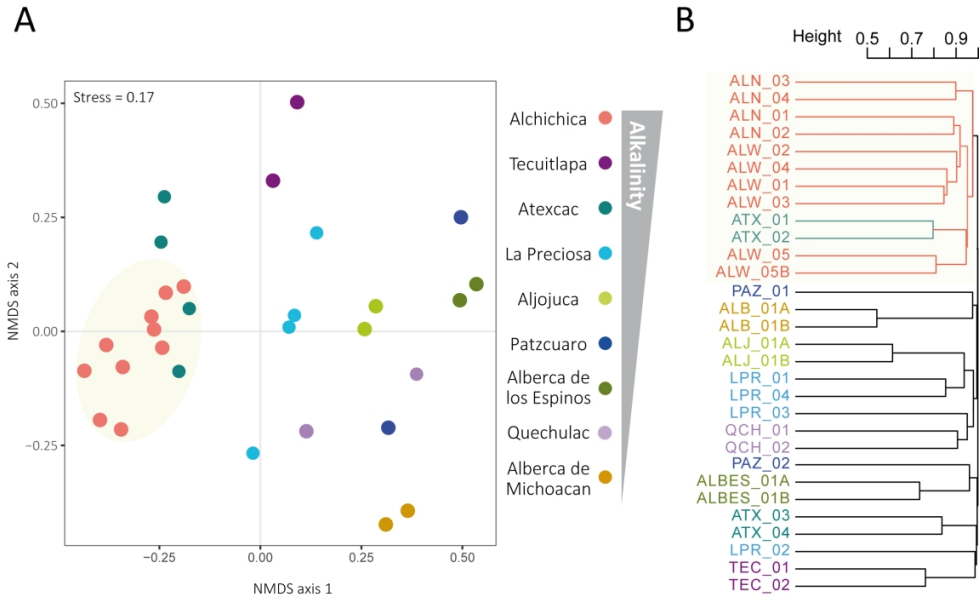 A
Stress = 0.17
0.50
0.25
0.00
−0.25
NMDS axis 2
−0.25
0.00
0.25
0.50
NMDS axis 1
Alchichica
Tecuitlapa
Atexcac
La Preciosa
Aljojuca
Patzcuaro
Alberca de
los Espinos
Quechulac
Alberca de
Michoacan
Alkalinity
B
Height
0.5
0.7
0.9
ALN_03
ALN_04
ALN_01
ALN_02
ALW_02
ALW_04
ALW_01
ALW_03
ATX_01
ATX_02
ALW_05
ALW_05B
PAZ_01
ALB_01A
ALB_01B
ALJ_01A
ALJ_01B
LPR_01
LPR_04
LPR_03
QCH_01
QCH_02
PAZ_02
ALBES_01A
ALBES_01B
ATX_03
ATX_04
LPR_02
TEC_01
TEC_02